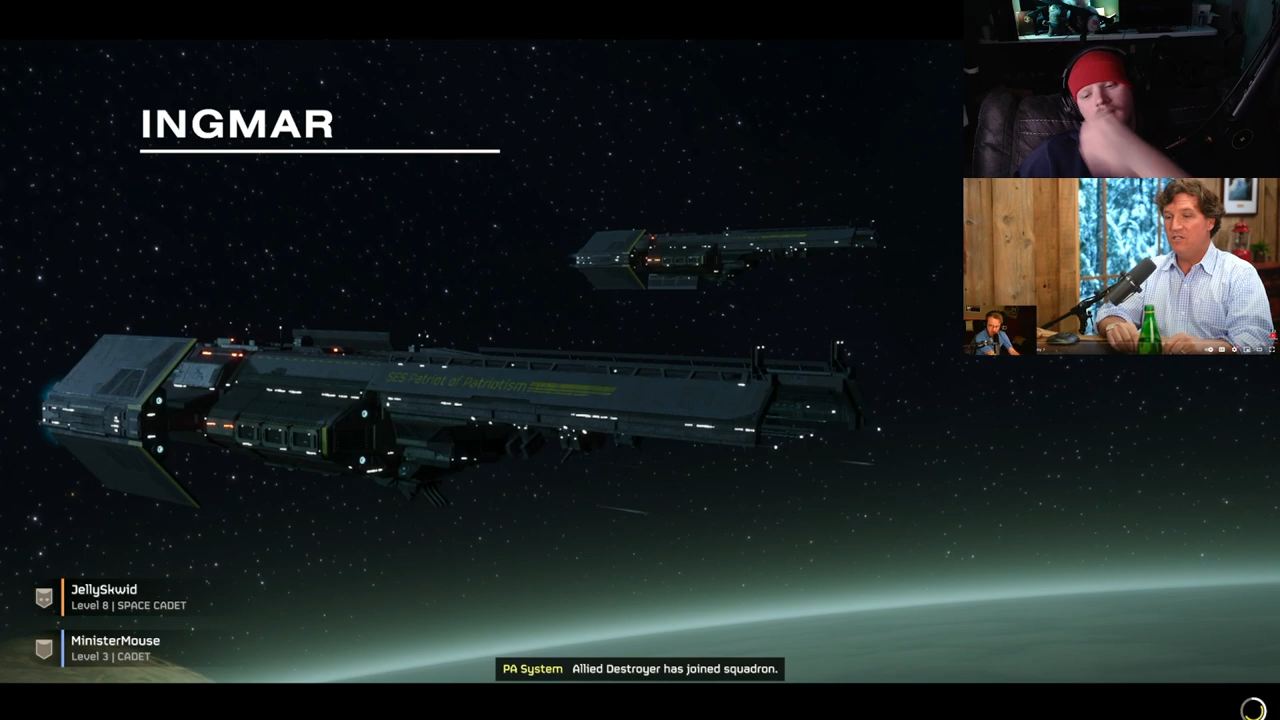 INGMAR
SES Patriot of Patriotism
JellySkwid
Level 8 | SPACE CADET
MinisterMouse
Level 3 | CADET
PA System Allied Destroyer has joined squadron.